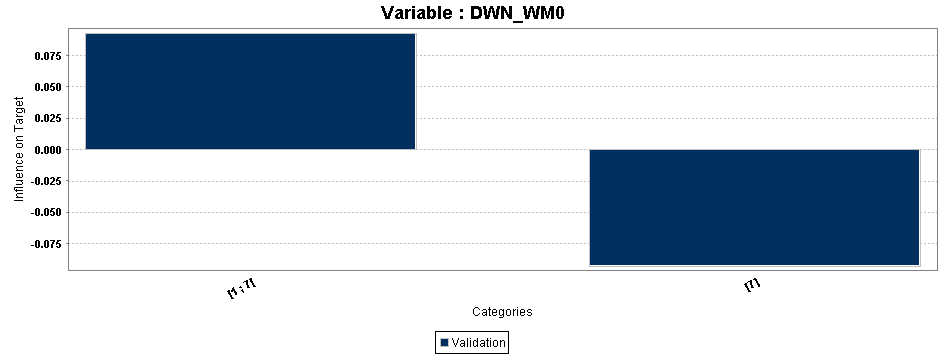 Variable : DWN_WM0
0.075
0.050
0.025
0.000
-0.025
-0.050
-0.075
Influence on Target
[1 ; 7[
[7]
Categories
Validation